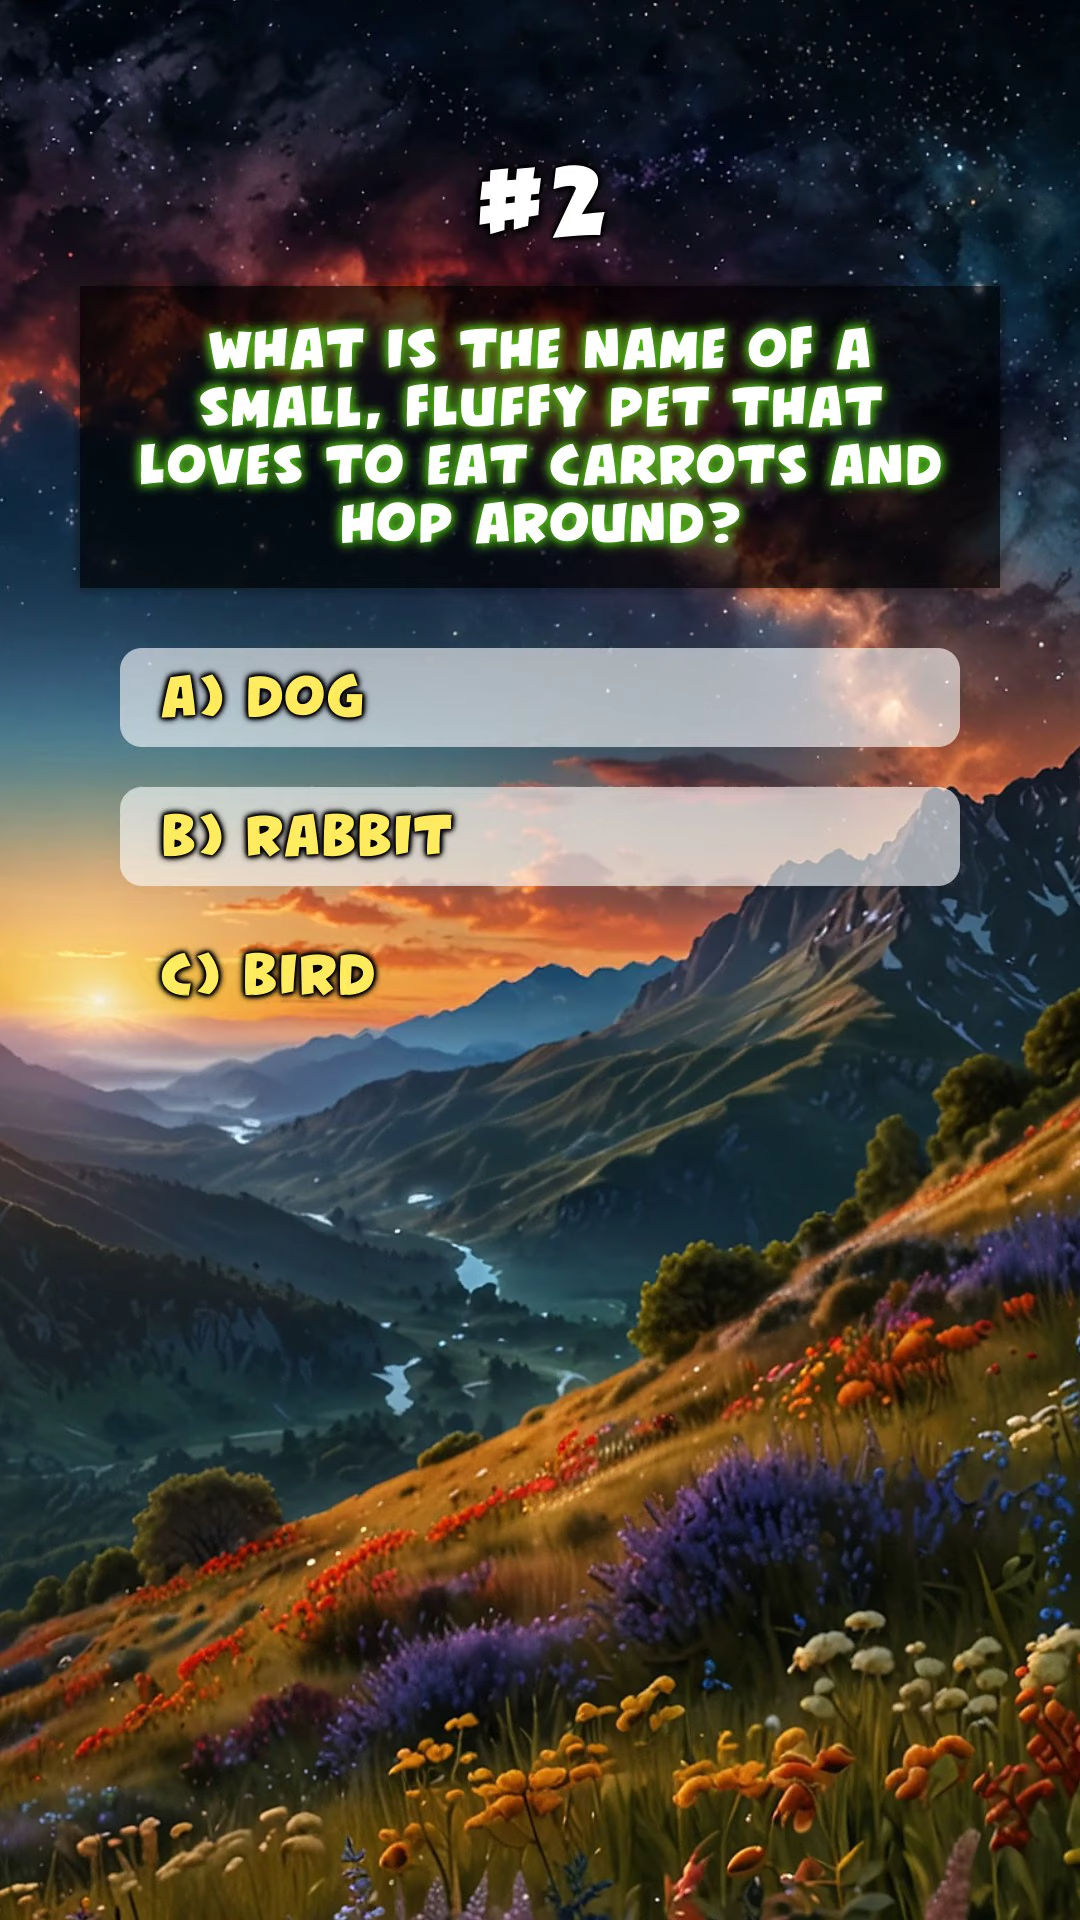 #2
WHAT IS THE NAME OF A
SMALL, FLUFFY PET THAT
LOVES TO EAT CARROTS AND
HOP AROUND?
A) DOG
B) RABBIT
C) BIRD